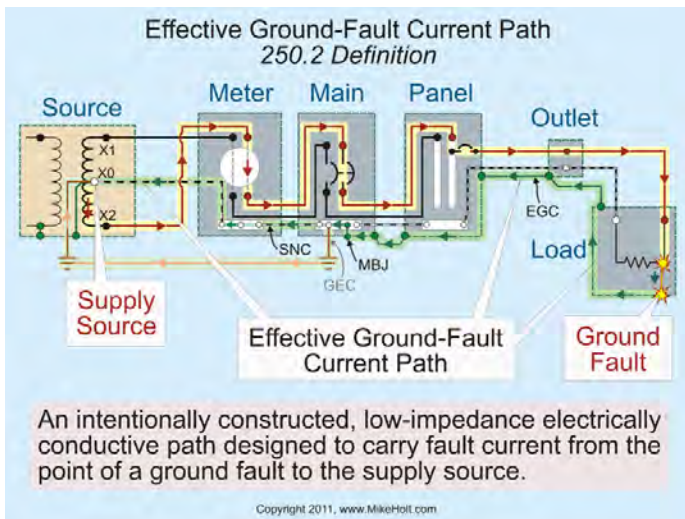 Effective Ground-Fault Current Path
250.2 Definition
Source
Meter
Main
Panel
Outlet
X1
X0
X2
EGC
SNC
MBJ
GEC
Load
Supply
Source
Effective Ground-Fault
Current Path
Ground
Fault
An intentionally constructed, low-impedance electrically
conductive path designed to carry fault current from the
point of a ground fault to the supply source.
Copyright 2011, www.MikeHolt.com